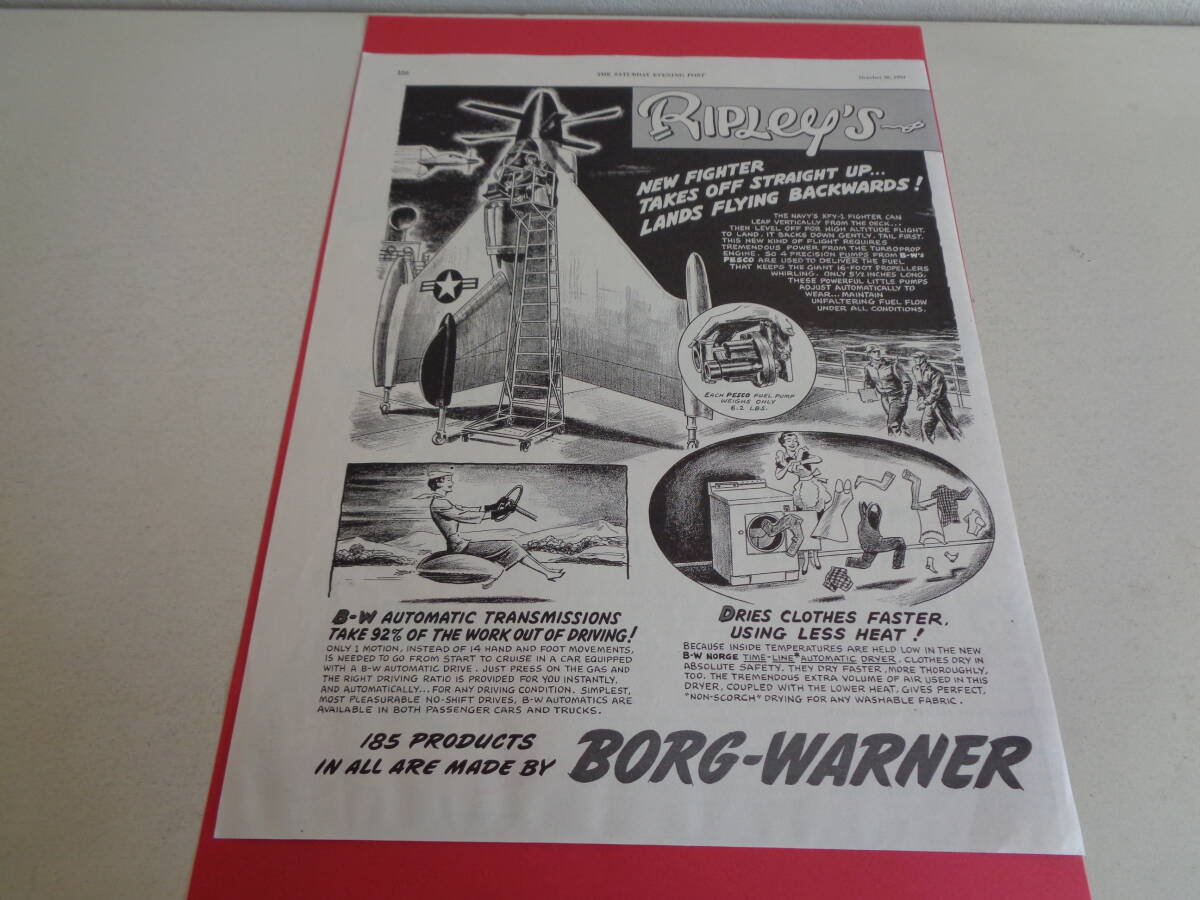 THE SATURDAY EVENING POST
RIPLEY'S
NEW FIGHTER
TAKES OFF STRAIGHT UP...
LANDS FLYING BACKWARDS!
THE NAVY'S XFY-1 FIGHTER CAN
LEAP VERTICALLY FROM THE DECK...
THEN LEVEL OFF FOR HIGH ALTITUDE FLIGHT.
TO LAND, IT BACKS DOWN GENTLY, TAIL FIRST.
THIS NEW KIND OF FLIGHT REQUIRES
TREMENDOUS POWER FROM THE TURBOPROP
ENGINE. SO 4 PRECISION PUMPS FROM B-W'S
PESCO ARE USED TO DELIVER THE FUEL
THAT KEEPS THE GIANT 16-FOOT PROPELLERS
WHIRLING. ONLY 5½ INCHES LONG,
THESE POWERFUL LITTLE PUMPS
ADJUST AUTOMATICALLY TO
WEAR... MAINTAIN
UNFALTERING FUEL FLOW
UNDER ALL CONDITIONS.
EACH PESCO FUEL PUMP
WEIGHS ONLY
6.2 LBS.
B-W AUTOMATIC TRANSMISSIONS
TAKE 92% OF THE WORK OUT OF DRIVING!
ONLY 1 MOTION, INSTEAD OF 14 HAND AND FOOT MOVEMENTS,
IS NEEDED TO GO FROM START TO CRUISE IN A CAR EQUIPPED
WITH A B-W AUTOMATIC DRIVE. JUST PRESS ON THE GAS AND
THE RIGHT DRIVING RATIO IS PROVIDED FOR YOU INSTANTLY,
AND AUTOMATICALLY... FOR ANY DRIVING CONDITION. SIMPLEST,
MOST PLEASURABLE NO-SHIFT DRIVES, B-W AUTOMATICS ARE
AVAILABLE IN BOTH PASSENGER CARS AND TRUCKS.
DRIES CLOTHES FASTER,
USING LESS HEAT!
BECAUSE INSIDE TEMPERATURES ARE HELD LOW IN THE NEW
B-W NORGE TIME-LINE*AUTOMATIC DRYER, CLOTHES DRY IN
ABSOLUTE SAFETY. THEY DRY FASTER, MORE THOROUGHLY,
TOO. THE TREMENDOUS EXTRA VOLUME OF AIR USED IN THIS
DRYER, COUPLED WITH THE LOWER HEAT, GIVES PERFECT,
"NON-SCORCH" DRYING FOR ANY WASHABLE FABRIC.
185 PRODUCTS
IN ALL ARE MADE BY
BORG-WARNER